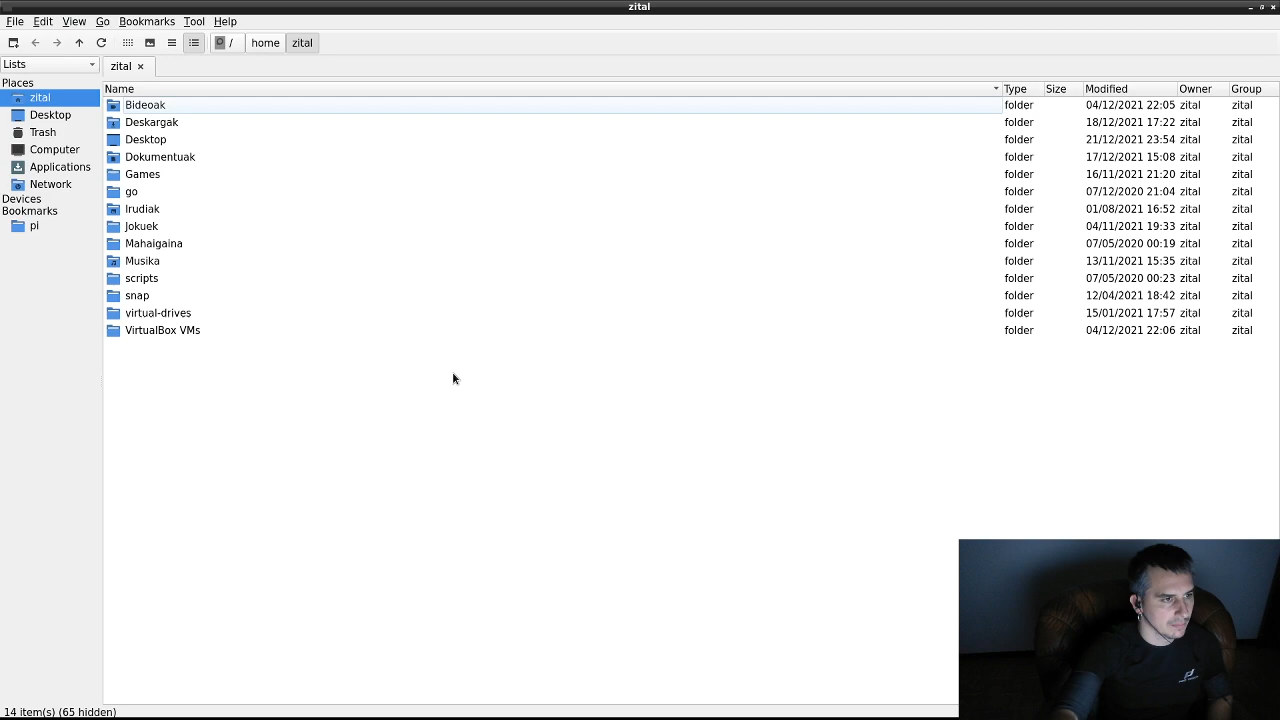 zital
File Edit View Go Bookmarks Tool Help
/ home zital
Lists
zital
Places
zital
Desktop
Trash
Computer
Applications
Network
Devices
Bookmarks
pi
Name Type Size Modified Owner Group
Bideoak folder 04/12/2021 22:05 zital zital
Deskargak folder 18/12/2021 17:22 zital zital
Desktop folder 21/12/2021 23:54 zital zital
Dokumentuak folder 17/12/2021 15:08 zital zital
Games folder 16/11/2021 21:20 zital zital
go folder 07/12/2020 21:04 zital zital
Irudiak folder 01/08/2021 16:52 zital zital
Jokuek folder 04/11/2021 19:33 zital zital
Mahaigaina folder 07/05/2020 00:19 zital zital
Musika folder 13/11/2021 15:35 zital zital
scripts folder 07/05/2020 00:23 zital zital
snap folder 12/04/2021 18:42 zital zital
virtual-drives folder 15/01/2021 17:57 zital zital
VirtualBox VMs folder 04/12/2021 22:06 zital zital
14 item(s) (65 hidden)